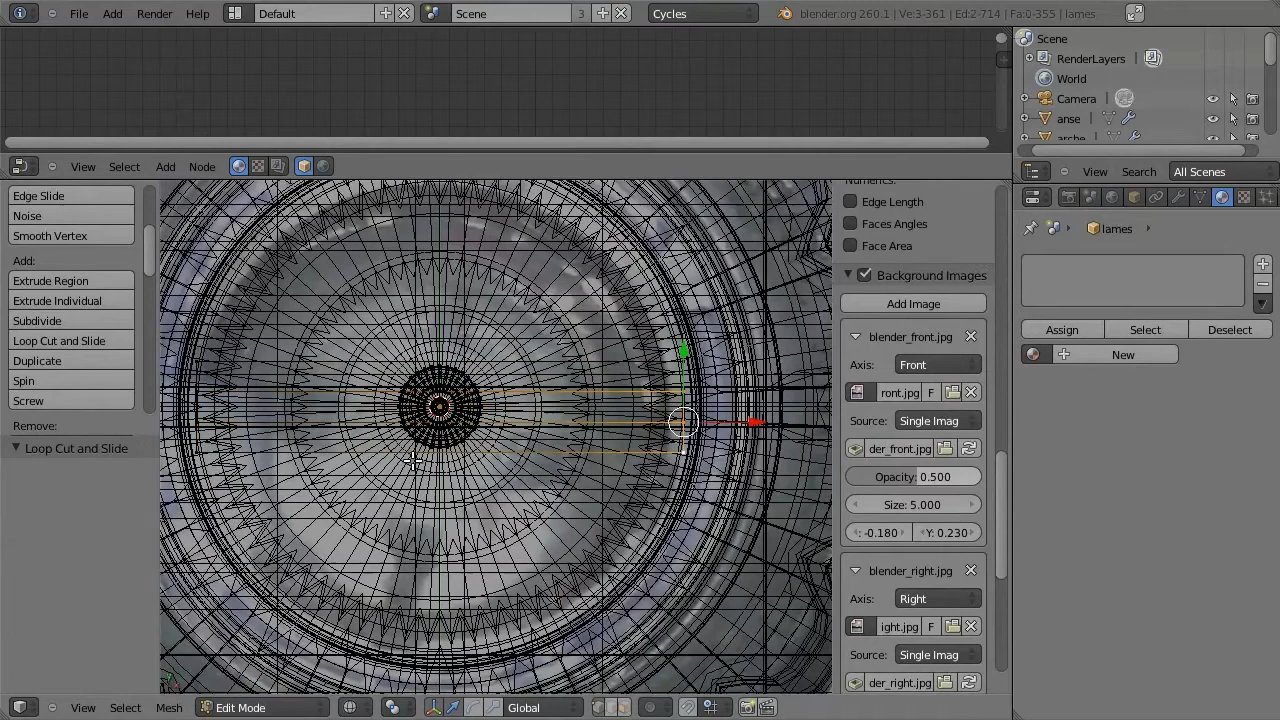 File Add Render Help Default Scene 3 Cycles blender.org 260.1 | Ve:3-361 | Ed:2-714 | Fa:0-355 | lames
Scene
RenderLayers
World
Camera
anse
arche
View Select Add Node View Search All Scenes
Edge Slide
Noise
Smooth Vertex
Add:
Extrude Region
Extrude Individual
Subdivide
Loop Cut and Slide
Duplicate
Spin
Screw
Remove:
Loop Cut and Slide
Numerics:
Edge Length
Faces Angles
Face Area
Background Images
Add Image
blender_front.jpg
Axis: Front
ront.jpg F
Source: Single Imag
der_front.jpg
Opacity: 0.500
Size: 5.000
: -0.180 Y: 0.230
blender_right.jpg
Axis: Right
ight.jpg F
Source: Single Imag
der_right.jpg
lames
Assign Select Deselect
New
View Select Mesh Edit Mode Global